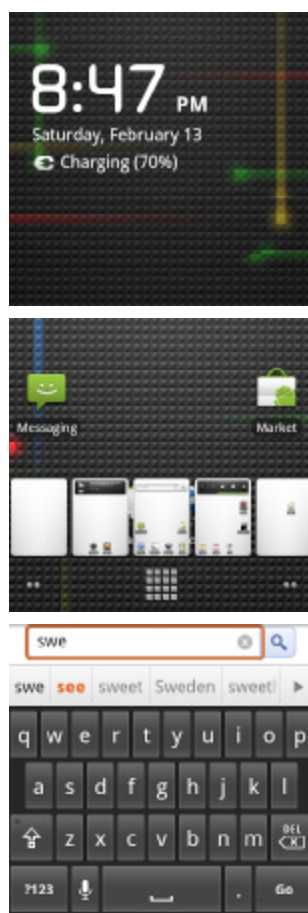 8:47 PM
Saturday, February 13
Charging (70%)
Messaging
Market
swe
swe see sweet Sweden sweet
q w e r t y u i o p
a s d f g h j k l
z x c v b n m DEL
?123 . Go